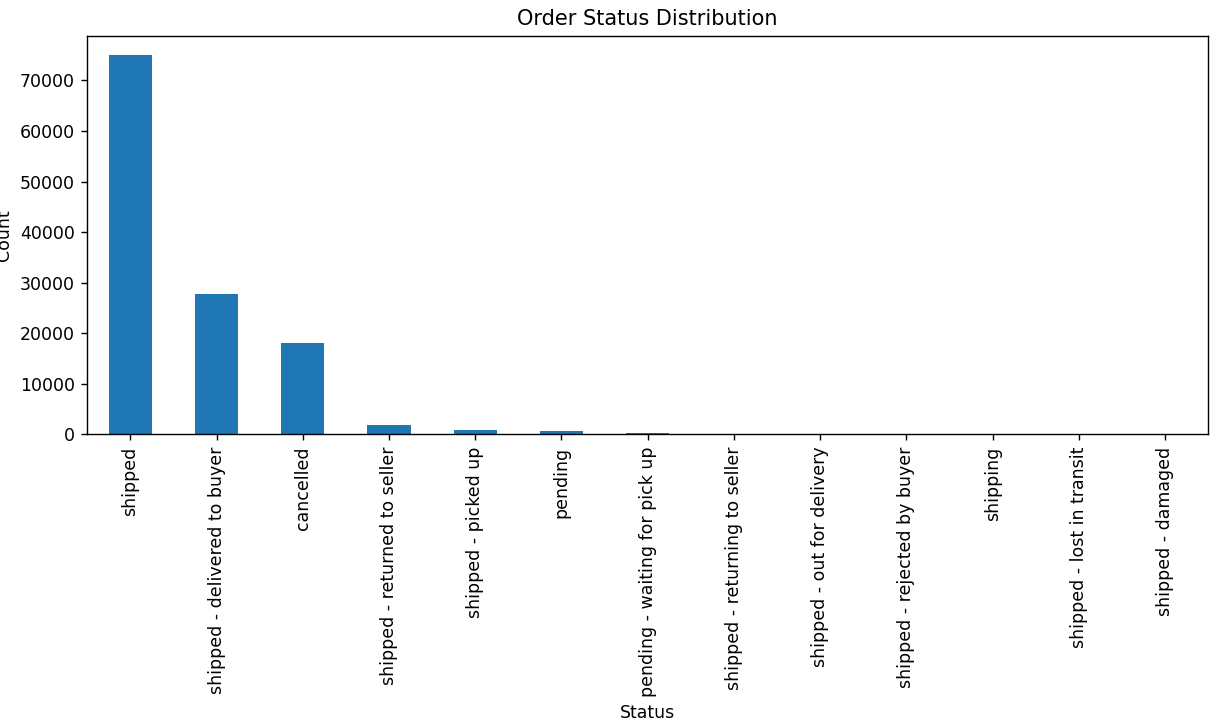 Order Status Distribution
Count
70000
60000
50000
40000
30000
20000
10000
0
shipped
shipped - delivered to buyer
cancelled
shipped - returned to seller
shipped - picked up
pending
pending - waiting for pick up
shipped - returning to seller
shipped - out for delivery
shipped - rejected by buyer
shipping
shipped - lost in transit
shipped - damaged
Status